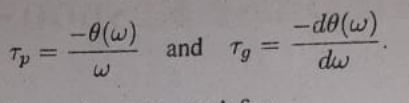 τ_p = −θ(ω)/ω and τ_g = −dθ(ω)/dω.